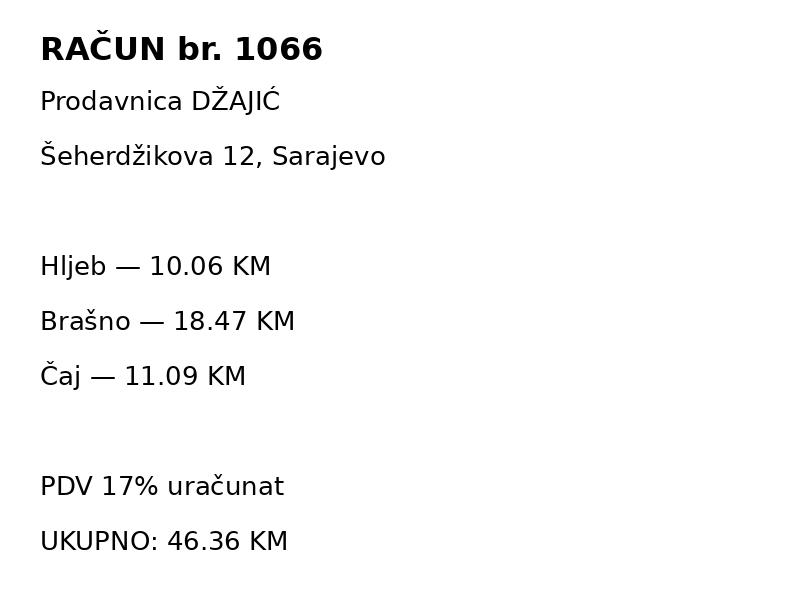 RAČUN br. 1066
Prodavnica DŽAJIĆ
Šeherdžikova 12, Sarajevo
Hljeb — 10.06 KM
Brašno — 18.47 KM
Čaj — 11.09 KM
PDV 17% uračunat
UKUPNO: 46.36 KM